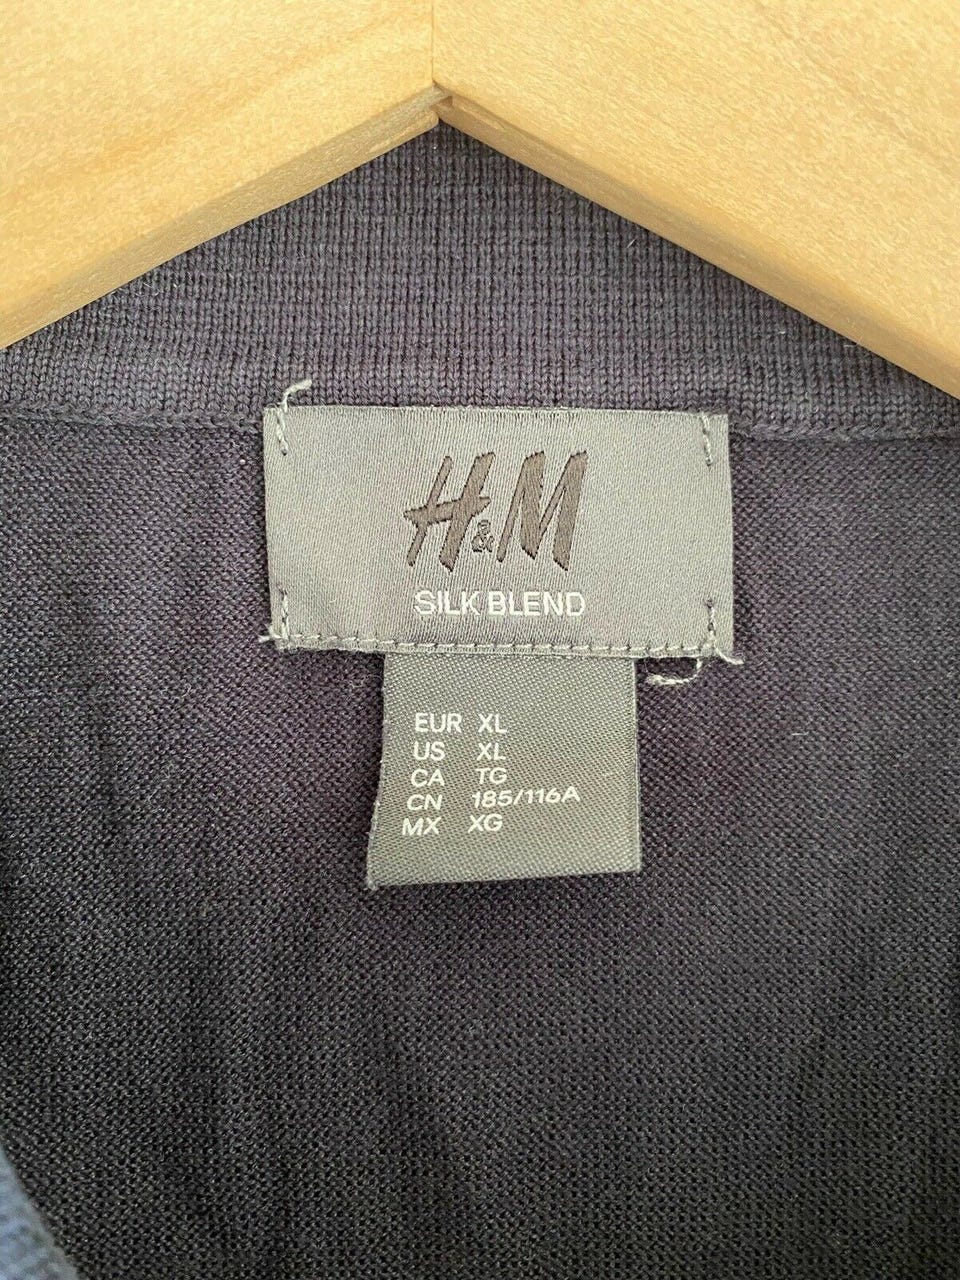 H&M
SILK BLEND
EUR XL
US XL
CA TG
CN 185/116A
MX XG